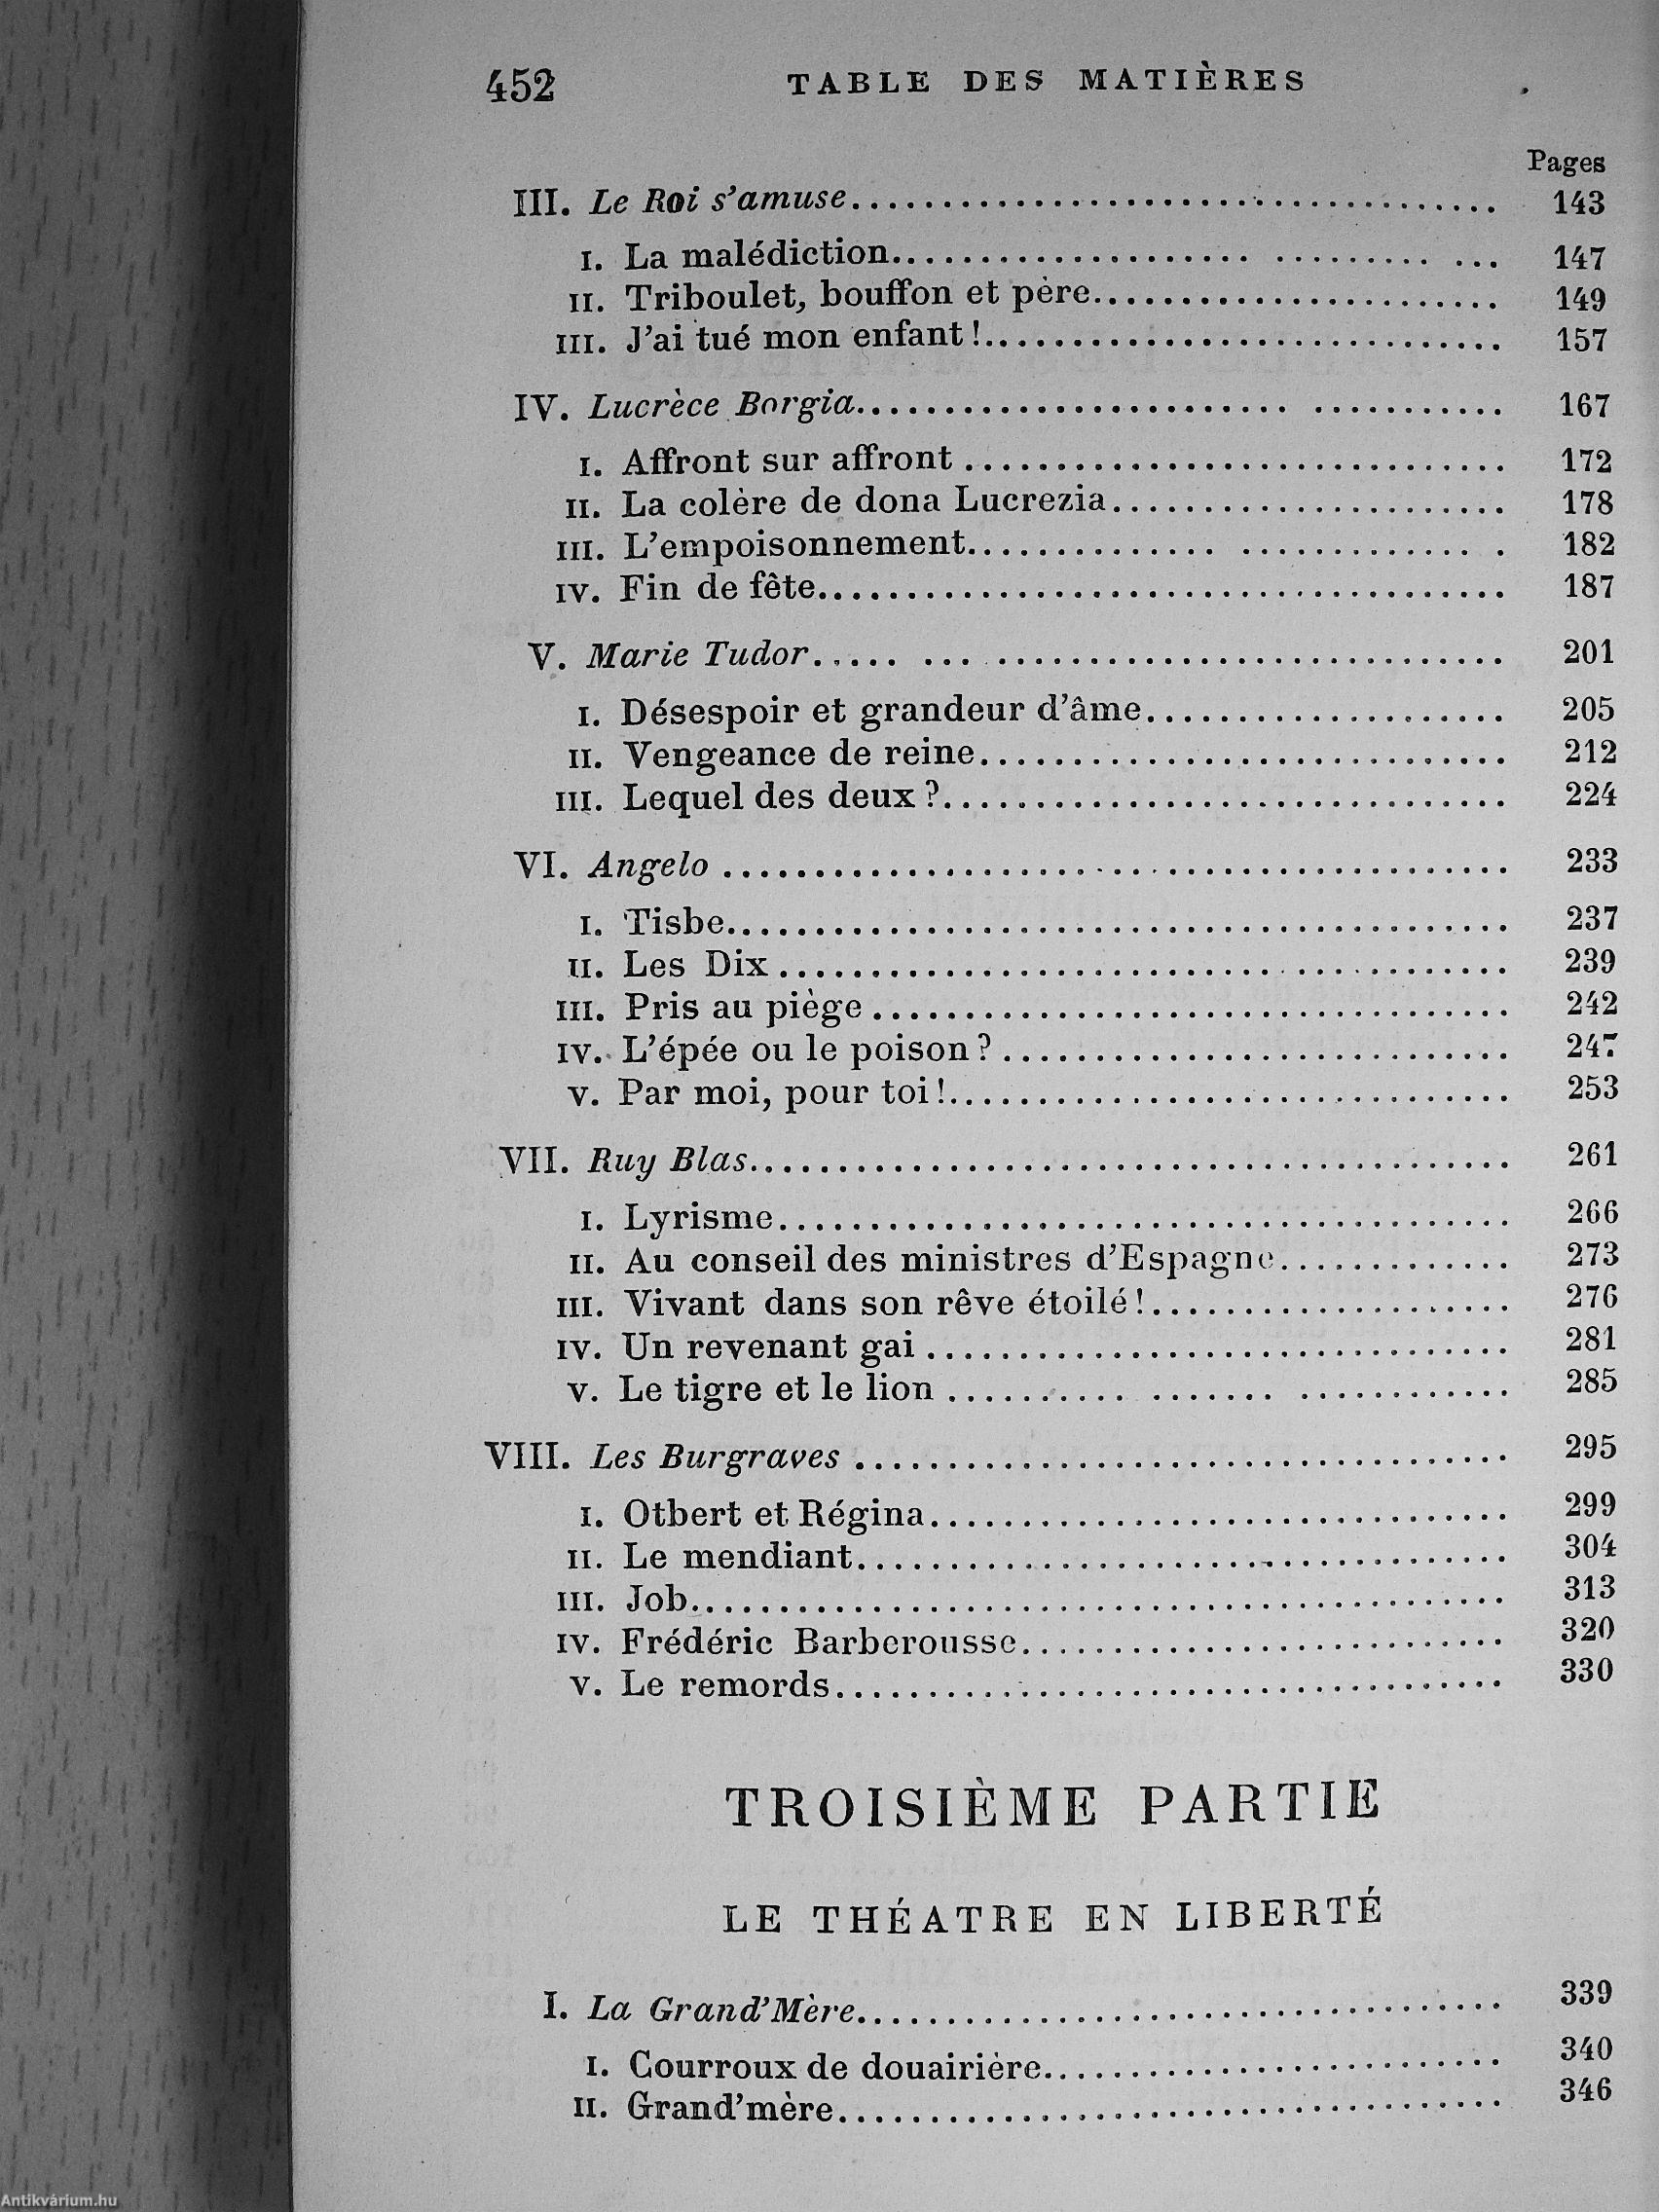 452 TABLE DES MATIÈRES
Pages
III. Le Roi s'amuse........................................ 143
I. La malédiction........................................ 147
II. Triboulet, bouffon et père........................................ 149
III. J'ai tué mon enfant!........................................ 157
IV. Lucrèce Borgia........................................ 167
I. Affront sur affront ........................................ 172
II. La colère de dona Lucrezia........................................ 178
III. L'empoisonnement........................................ 182
IV. Fin de fête........................................ 187
V. Marie Tudor........................................ 201
I. Désespoir et grandeur d'âme........................................ 205
II. Vengeance de reine........................................ 212
III. Lequel des deux ?........................................ 224
VI. Angelo ........................................ 233
I. Tisbe........................................ 237
II. Les Dix ........................................ 239
III. Pris au piège ........................................ 242
IV. L'épée ou le poison ? ........................................ 247
V. Par moi, pour toi!........................................ 253
VII. Ruy Blas........................................ 261
I. Lyrisme........................................ 266
II. Au conseil des ministres d'Espagne........................................ 273
III. Vivant dans son rêve étoilé!........................................ 276
IV. Un revenant gai ........................................ 281
V. Le tigre et le lion ........................................ 285
VIII. Les Burgraves ........................................ 295
I. Otbert et Régina........................................ 299
II. Le mendiant........................................ 304
III. Job........................................ 313
IV. Frédéric Barberousse........................................ 320
V. Le remords........................................ 330
TROISIÈME PARTIE
LE THÉATRE EN LIBERTÉ
I. La Grand'Mère........................................ 339
I. Courroux de douairière........................................ 340
II. Grand'mère........................................ 346
Antikvárium.hu